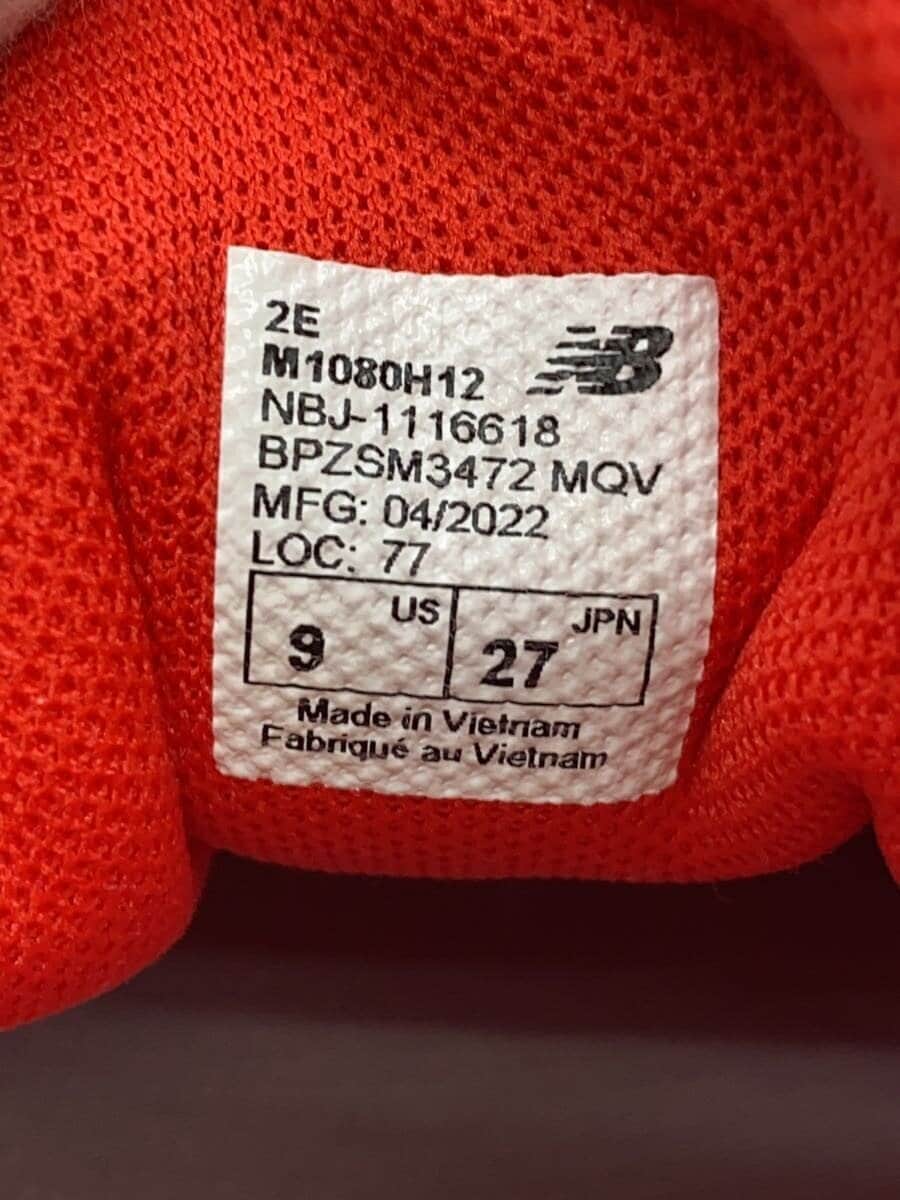 2E
M1080H12
NB
NBJ-1116618
BPZSM3472 MQV
MFG: 04/2022
LOC: 77
US
9
JPN
27
Made in Vietnam
Fabriqué au Vietnam